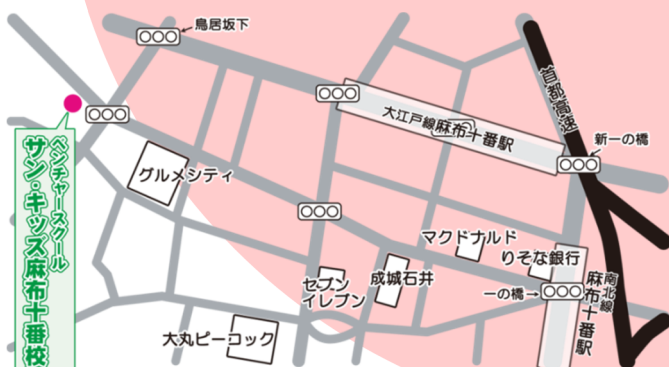 鳥居坂下
首都高速
大江戸線麻布十番駅
新一の橋
ベンチャースクール
サン・キッズ麻布十番校
グルメシティ
マクドナルド
りそな銀行
セブン
イレブン
成城石井
一の橋→
南北線
麻布十番駅
大丸ピーコック